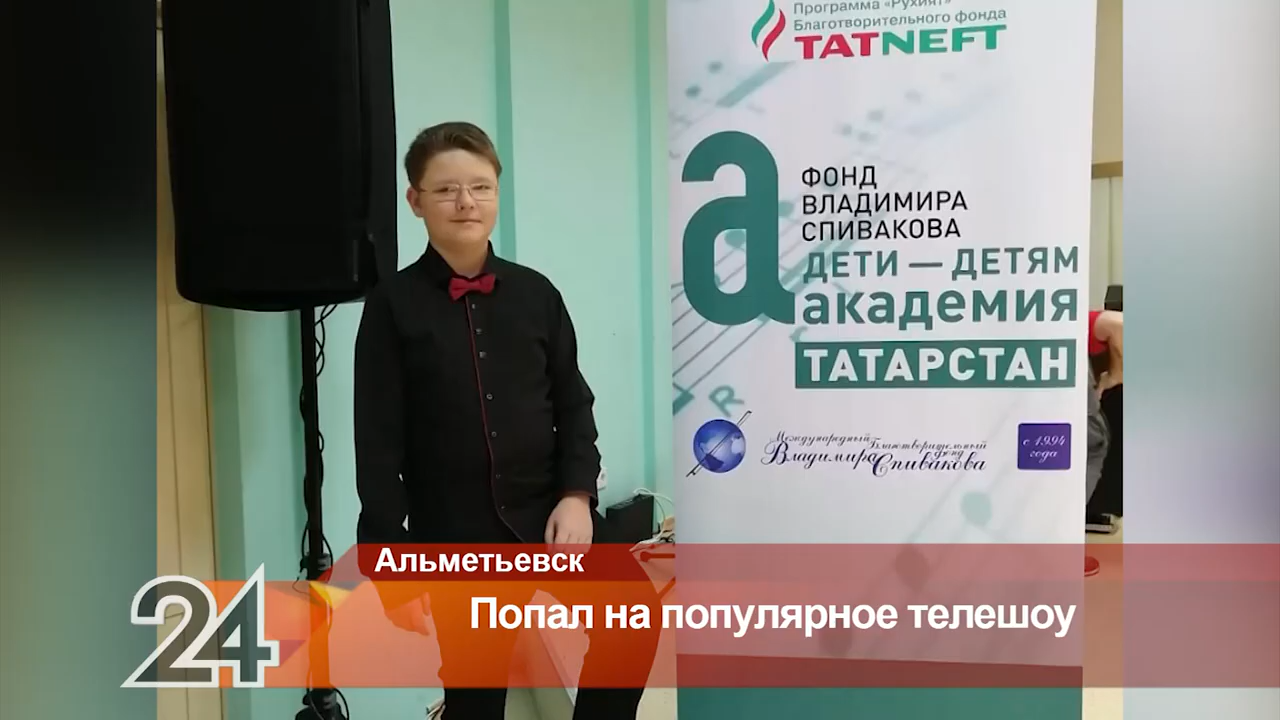 Программа «Рухият»
Благотворительного фонда
TATNEFT
а
ФОНД
ВЛАДИМИРА
СПИВАКОВА
ДЕТИ — ДЕТЯМ
академия
ТАТАРСТАН
Международный Благотворительный
фонд
Владимира Спивакова
с 1994
года
Альметьевск
24
Попал на популярное телешоу